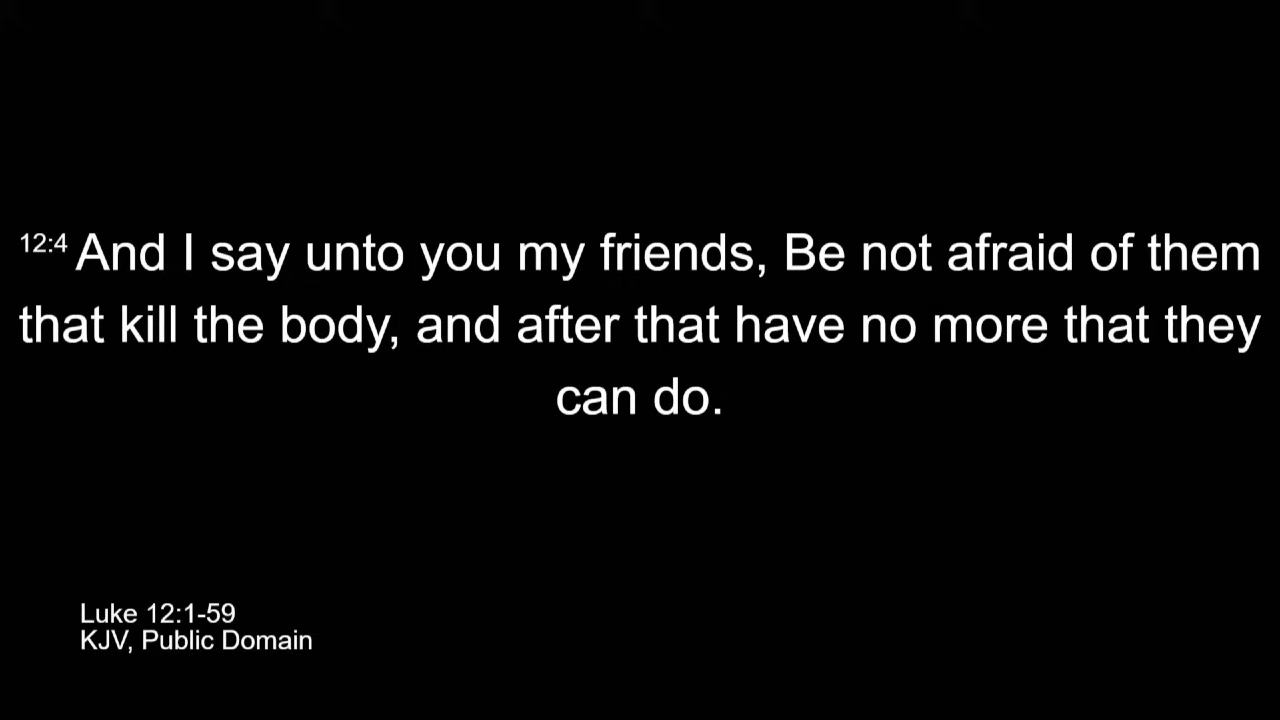 12:4 And I say unto you my friends, Be not afraid of them
that kill the body, and after that have no more that they
can do.
Luke 12:1-59
KJV, Public Domain